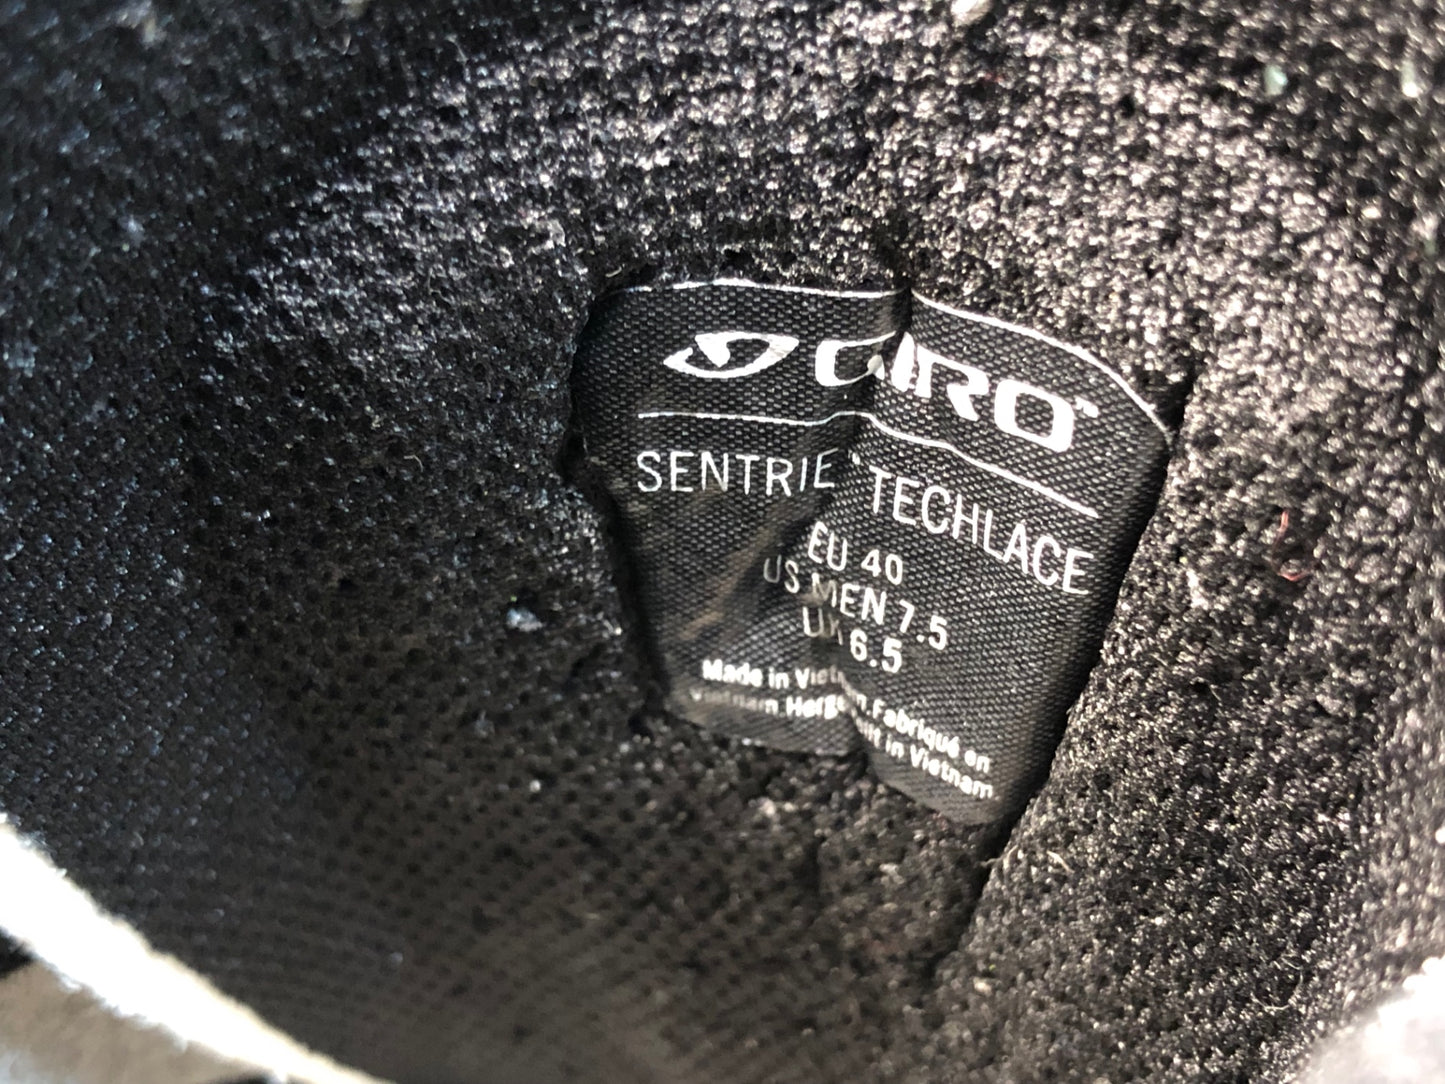 GIRO
SENTRIE TECHLACE
EU 40
US MEN 7.5
UK 6.5
Made in Vietnam. Fabriqué en
Vietnam. Hergestellt in Vietnam